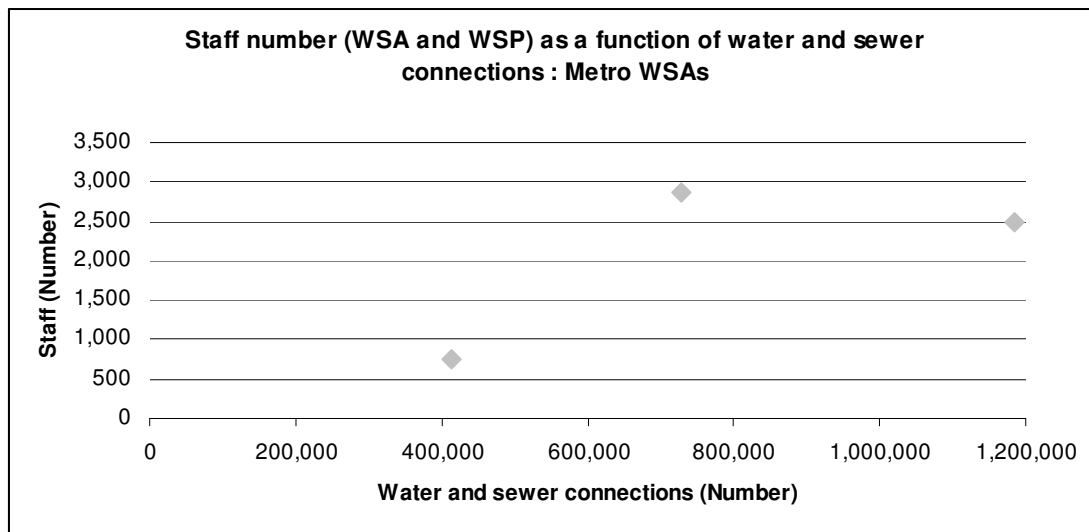 Staff number (WSA and WSP) as a function of water and sewer
connections : Metro WSAs
3,500
3,000
2,500
2,000
1,500
1,000
500
0
Staff (Number)
0 200,000 400,000 600,000 800,000 1,000,000 1,200,000
Water and sewer connections (Number)